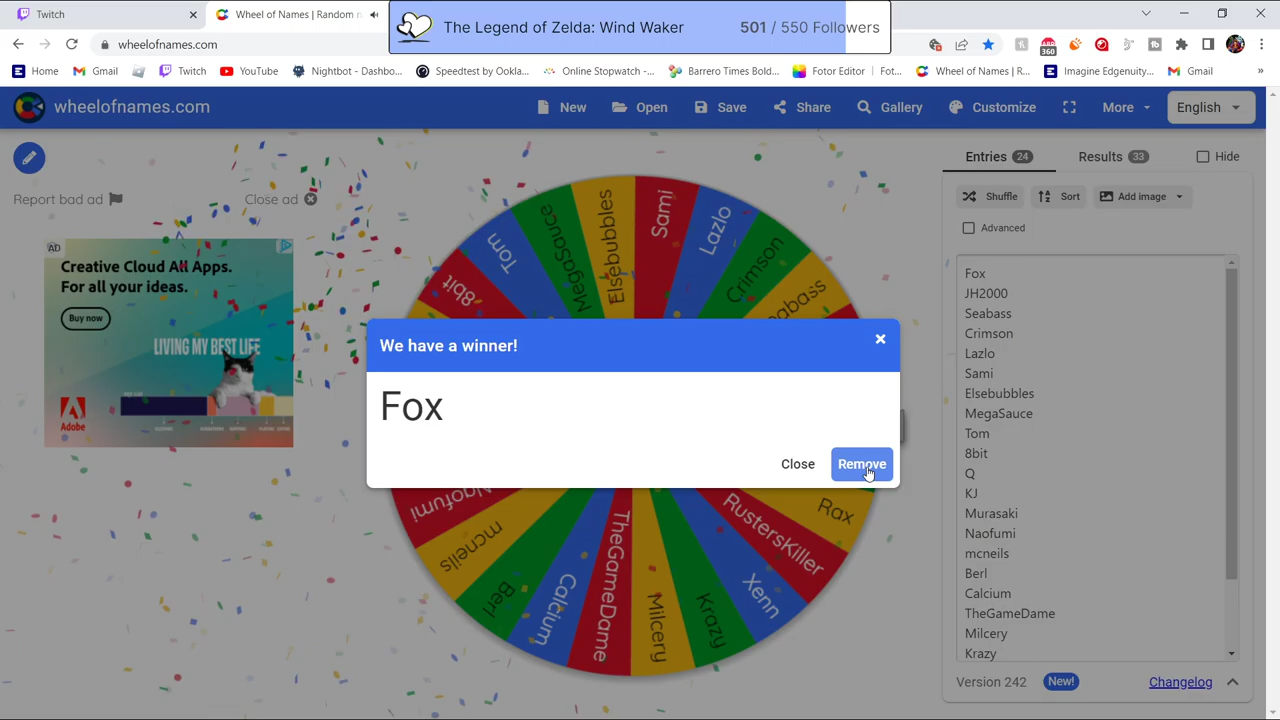 Twitch
Wheel of Names | Random n
The Legend of Zelda: Wind Waker 501 / 550 Followers
wheelofnames.com
360
Home
Gmail
Twitch
YouTube
Nightbot - Dashbo...
Speedtest by Ookla...
Online Stopwatch -...
Barrero Times Bold...
Fotor Editor | Fot...
Wheel of Names | R...
Imagine Edgenuity...
Gmail
»
wheelofnames.com
New
Open
Save
Share
Gallery
Customize
More
English
Report bad ad
Close ad
AD
Creative Cloud All Apps.
For all your ideas.
Buy now
LIVING MY BEST LIFE
Adobe
8bit
Tom
MegaSauce
Elsebubbles
Sami
Lazlo
Crimson
Seabass
Rax
RustersKiller
Xenn
Krazy
Milcery
TheGameDame
Calcium
Berl
mcneils
Naofumi
We have a winner!
Fox
Close
Remove
Entries 24
Results 33
Hide
Shuffle
Sort
Add image
Advanced
Fox
JH2000
Seabass
Crimson
Lazlo
Sami
Elsebubbles
MegaSauce
Tom
8bit
Q
KJ
Murasaki
Naofumi
mcneils
Berl
Calcium
TheGameDame
Milcery
Krazy
Version 242
New!
Changelog